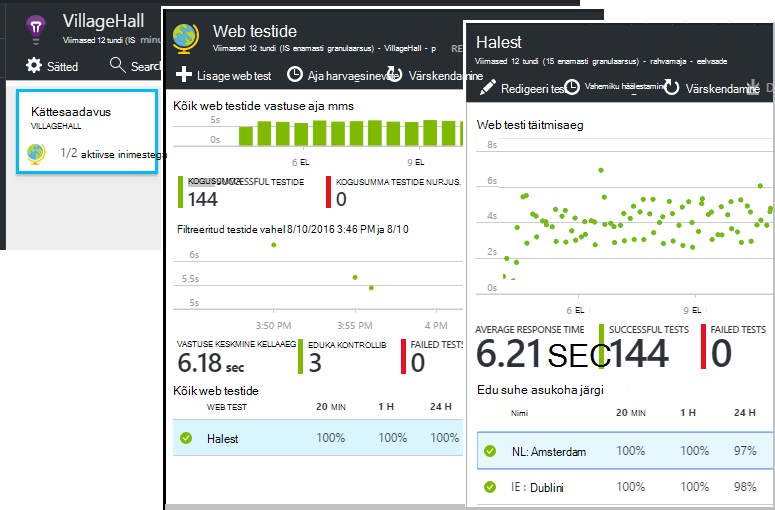 VillageHall
Viimased 12 tundi (IS minu
Sätted
Search
Kättesaadavus
VILLAGEHALL
1/2 aktiivse inimestega
Web testide
Viimased 12 tundi (IS enamasti granulaarsus) - VillageHall - p
RE
Lisage web test
Aja harvaesinevate
Värskendamine
Kõik web testide vastuse aja mms
5s
0s
6 EL
9 EL
KOGUSUMMA SUCCESSFUL TESTIDE
144
KOGUSUMMA TESTIDE NURJUS.
0
Filtreeritud testide vahel 8/10/2016 3:46 PM ja 8/10
6s
5.5s
5s
3:50 PM
3:55 PM
4 PM
VASTUSE KESKMINE KELLAAEG
6.18 sec
EDUKA KONTROLLIB
3
FAILED TESTS
0
Kõik web testide
WEB TEST 20 MIN 1 H 24 H
Halest 100% 100% 100%
Halest
Viimased 12 tundi (15 enamasti granulaarsus) - rahvamaja - eelvaade
Redigeeri test
Vahemiku häälestamine
Värskendamine
D
Web testi täitmisaeg
8s
6s
4s
2s
0s
6 EL
9 EL
AVERAGE RESPONSE TIME
6.21 SEC
SUCCESSFUL TESTS
144
FAILED TESTS
0
Edu suhe asukoha järgi
Nimi 20 MIN 1 H 24 H
NL: Amsterdam 100% 100% 97%
IE : Dublini 100% 100% 98%